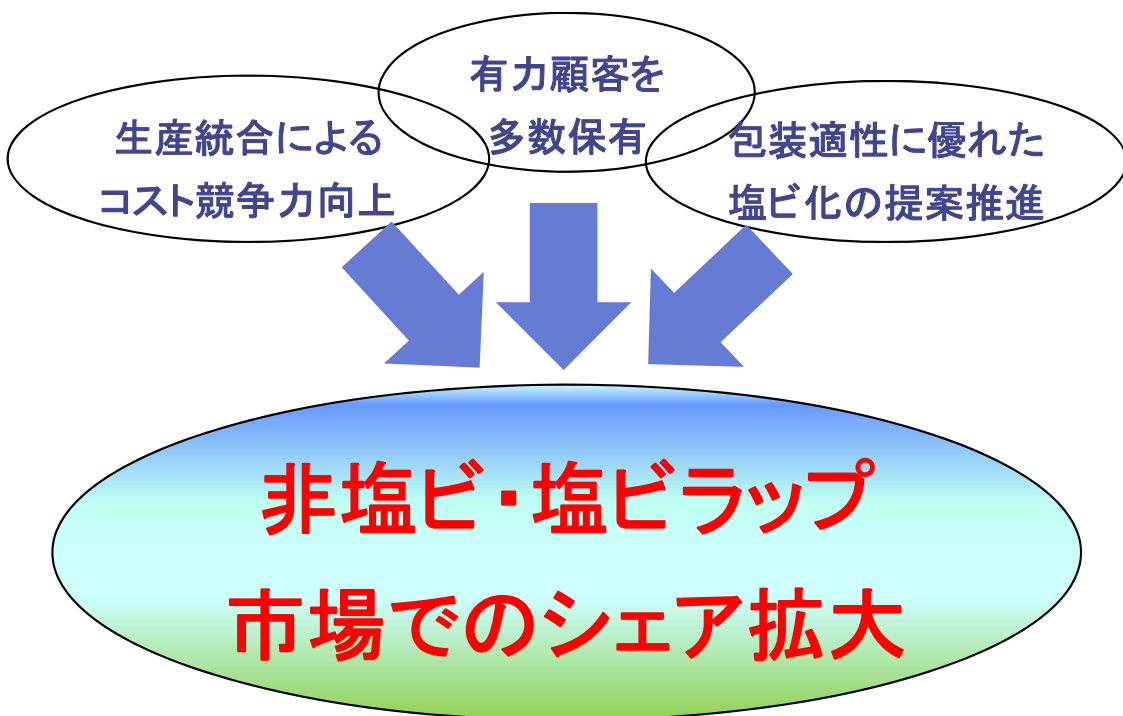 有力顧客を
多数保有
生産統合による
コスト競争力向上
包装適性に優れた
塩ビ化の提案推進
非塩ビ・塩ビラップ
市場でのシェア拡大